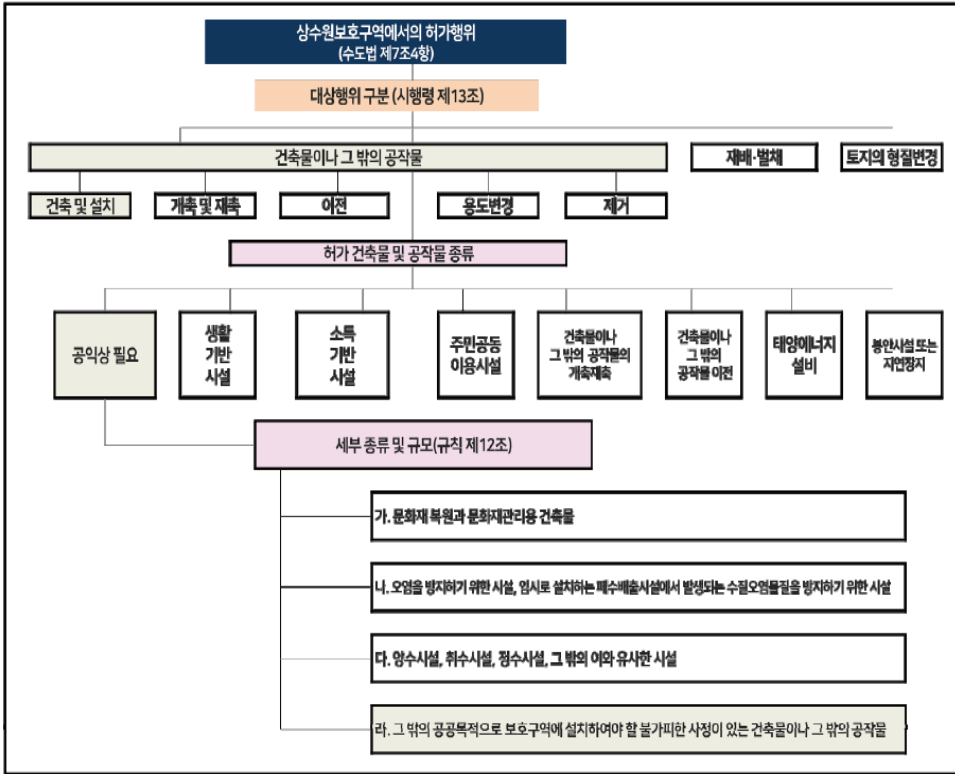 상수원보호구역에서의 허가행위
(수도법 제7조4항)
대상행위 구분 (시행령 제13조)
건축물이나 그 밖의 공작물
재배·벌채
토지의 형질변경
건축 및 설치
개축 및 재축
이전
용도변경
제거
허가 건축물 및 공작물 종류
공익상 필요
생활
기반
시설
소득
기반
시설
주민공동
이용시설
건축물이나
그 밖의 공작물의
개축재축
건축물이나
그 밖의
공작물 이전
태양에너지
설비
봉안시설 또는
자연장지
세부 종류 및 규모(규칙 제12조)
가. 문화재 복원과 문화재관리용 건축물
나. 오염을 방지하기 위한 시설, 임시로 설치하는 폐수배출시설에서 발생되는 수질오염물질을 방지하기 위한 시설
다. 양수시설, 취수시설, 정수시설, 그 밖의 이와 유사한 시설
라. 그 밖의 공공목적으로 보호구역에 설치하여야 할 불가피한 사정이 있는 건축물이나 그 밖의 공작물